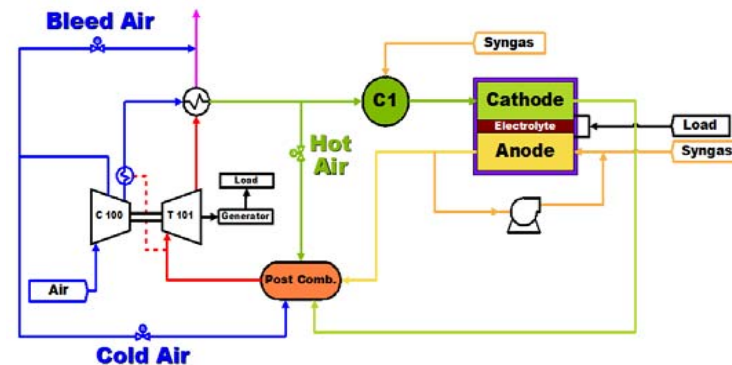 Bleed Air
Syngas
C1
Cathode
Electrolyte
Anode
Load
Syngas
Hot
Air
Load
C 100
T 101
Generator
Air
Post Comb.
Cold Air